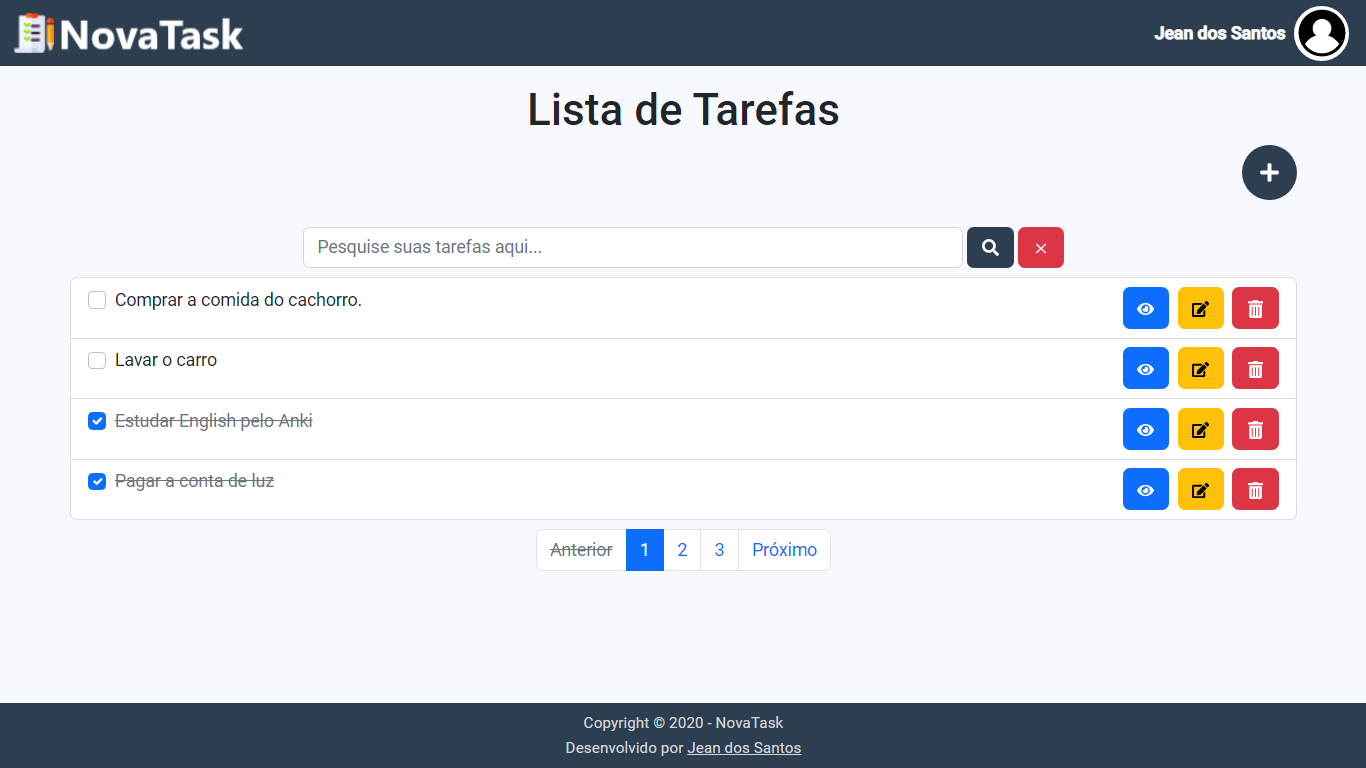 NovaTask
Jean dos Santos
Lista de Tarefas
Pesquise suas tarefas aqui...
Comprar a comida do cachorro.
Lavar o carro
Estudar English pelo Anki
Pagar a conta de luz
Anterior 1 2 3 Próximo
Copyright © 2020 - NovaTask
Desenvolvido por Jean dos Santos